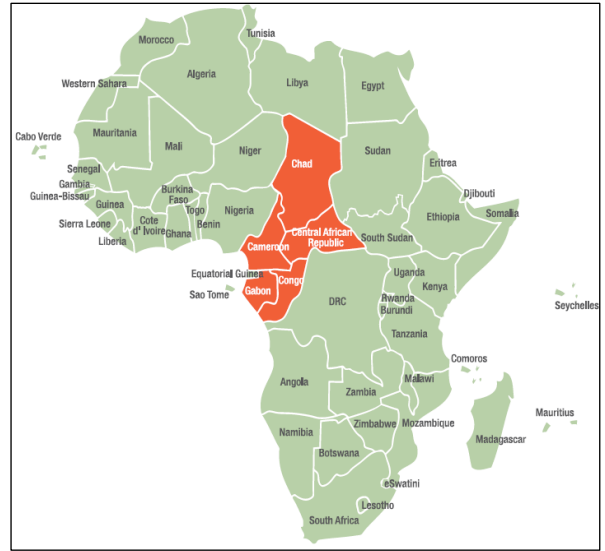 Tunisia
Morocco
Algeria
Libya
Egypt
Western Sahara
Mauritania
Mali
Niger
Chad
Sudan
Eritrea
Cabo Verde
Senegal
Gambia
Guinea-Bissau
Guinea
Burkina
Faso
Djibouti
Somalia
Ethiopia
Sierra Leone
Liberia
Cote
d' Ivoire
Ghana
Togo
Benin
Nigeria
Central African
Republic
South Sudan
Cameroon
Equatorial Guinea
Sao Tome
Gabon
Congo
DRC
Uganda
Kenya
Rwanda
Burundi
Tanzania
Seychelles
Comoros
Angola
Zambia
Malawi
Mozambique
Zimbabwe
Namibia
Botswana
Madagascar
Mauritius
eSwatini
Lesotho
South Africa